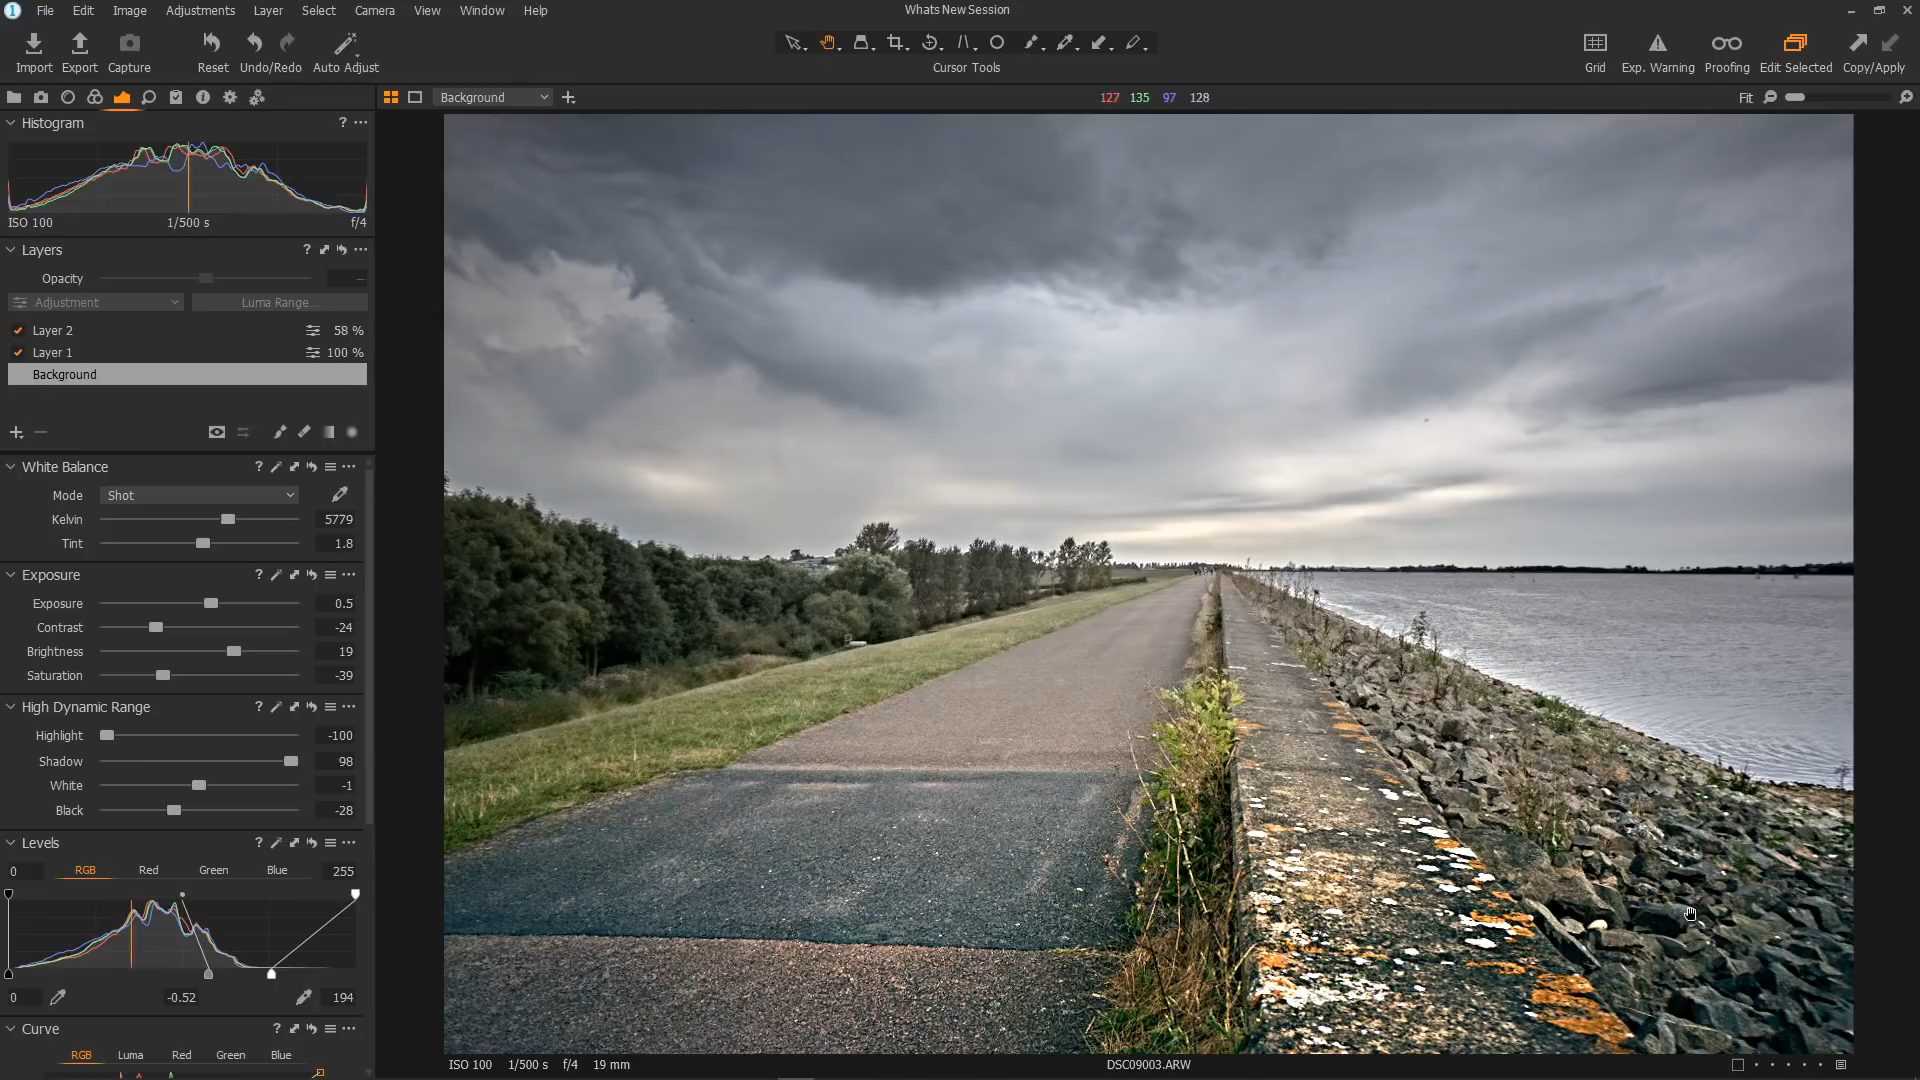 File Edit Image Adjustments Layer Select Camera View Window Help
Whats New Session
Import Export Capture Reset Undo/Redo Auto Adjust
Cursor Tools
Grid Exp. Warning Proofing Edit Selected Copy/Apply
Background
127 135 97 128
Fit
Histogram
ISO 100 1/500 s f/4
Layers
Opacity
Adjustment Luma Range...
Layer 2 58 %
Layer 1 100 %
Background
White Balance
Mode Shot
Kelvin 5779
Tint 1.8
Exposure
Exposure 0.5
Contrast -24
Brightness 19
Saturation -39
High Dynamic Range
Highlight -100
Shadow 98
White -1
Black -28
Levels
0 RGB Red Green Blue 255
0 -0.52 194
Curve
RGB Luma Red Green Blue
ISO 100 1/500 s f/4 19 mm
DSC09003.ARW